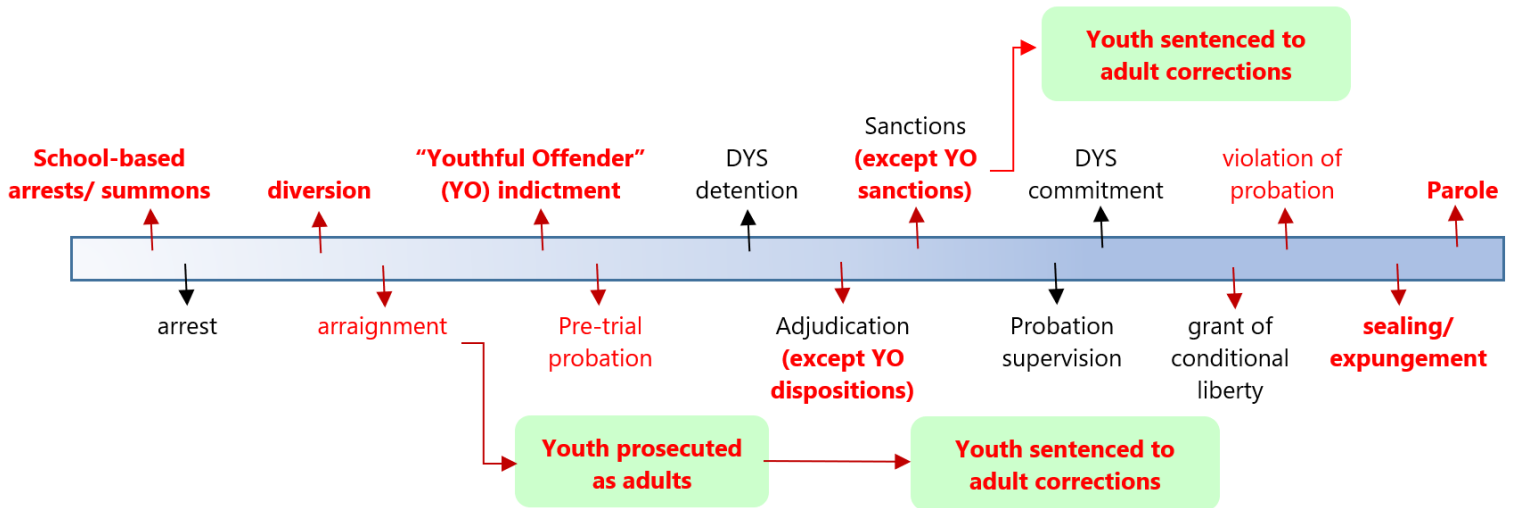 Youth sentenced to
adult corrections
School-based
arrests/ summons
diversion
“Youthful Offender”
(YO) indictment
DYS
detention
Sanctions
(except YO
sanctions)
DYS
commitment
violation of
probation
Parole
arrest
arraignment
Pre-trial
probation
Adjudication
(except YO
dispositions)
Probation
supervision
grant of
conditional
liberty
sealing/
expungement
Youth prosecuted
as adults
Youth sentenced to
adult corrections